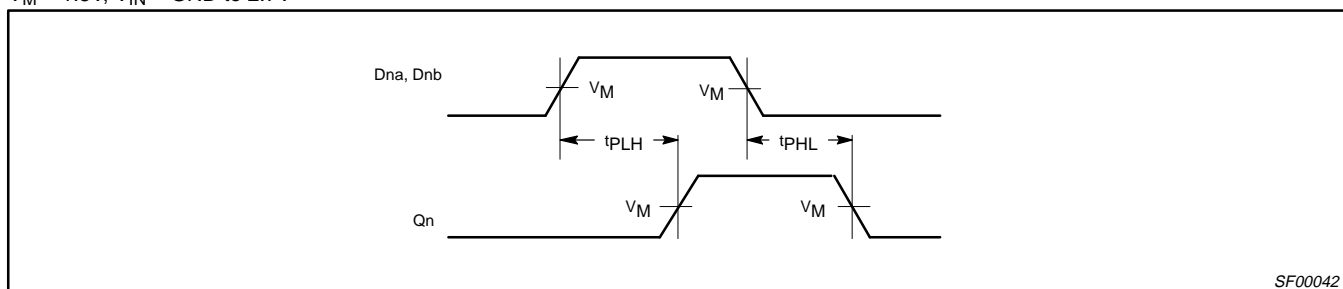 Dna, Dnb
VM
VM
tPLH
tPHL
VM
VM
Qn
SF00042